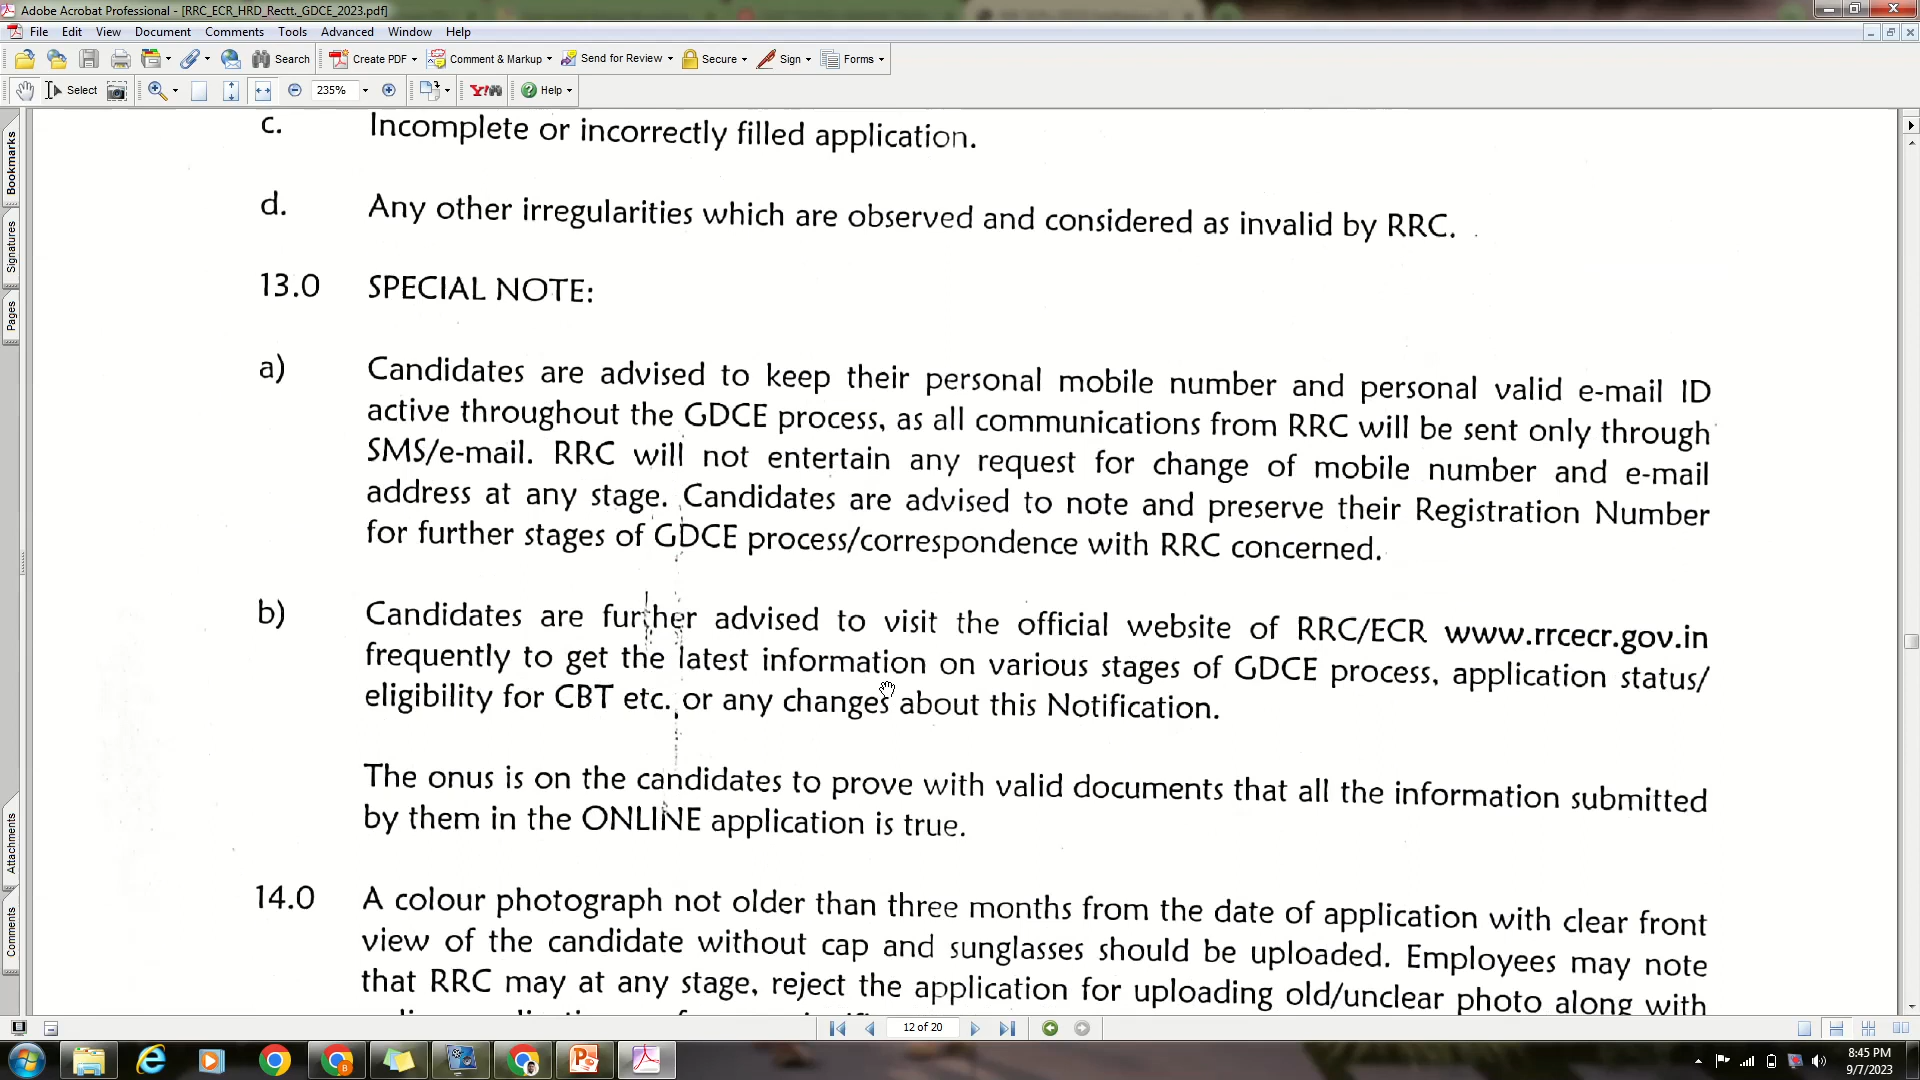 Adobe Acrobat Professional - [RRC_ECR_HRD_Rectt._GDCE_2023.pdf]
File Edit View Document Comments Tools Advanced Window Help
Search Create PDF Comment & Markup Send for Review Secure Sign Forms
Select 235% Y! Help
Bookmarks
Signatures
Pages
Attachments
Comments
c. Incomplete or incorrectly filled application.
d. Any other irregularities which are observed and considered as invalid by RRC.
13.0 SPECIAL NOTE:
a) Candidates are advised to keep their personal mobile number and personal valid e-mail ID
active throughout the GDCE process, as all communications from RRC will be sent only through
SMS/e-mail. RRC will not entertain any request for change of mobile number and e-mail
address at any stage. Candidates are advised to note and preserve their Registration Number
for further stages of GDCE process/correspondence with RRC concerned.
b) Candidates are further advised to visit the official website of RRC/ECR www.rrcecr.gov.in
frequently to get the latest information on various stages of GDCE process, application status/
eligibility for CBT etc. or any changes about this Notification.
The onus is on the candidates to prove with valid documents that all the information submitted
by them in the ONLINE application is true.
14.0 A colour photograph not older than three months from the date of application with clear front
view of the candidate without cap and sunglasses should be uploaded. Employees may note
that RRC may at any stage, reject the application for uploading old/unclear photo along with
12 of 20
8:45 PM
9/7/2023